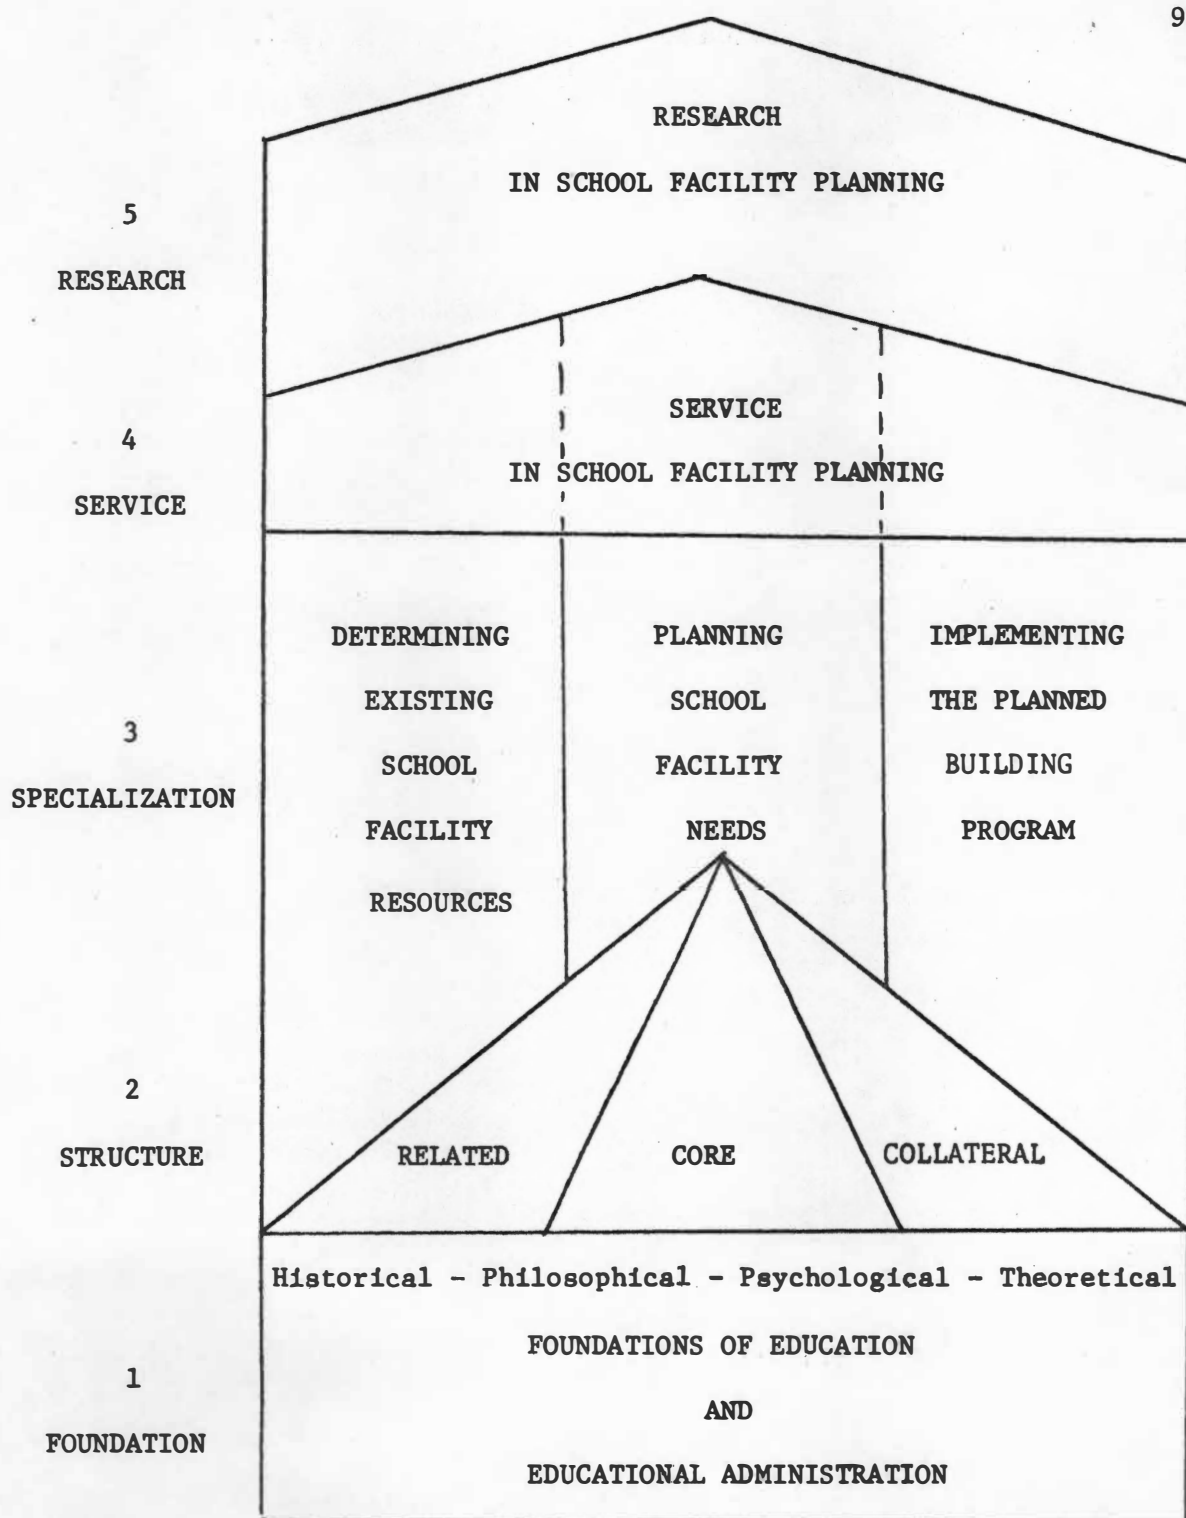 9
RESEARCH
IN SCHOOL FACILITY PLANNING
5
RESEARCH
SERVICE
IN SCHOOL FACILITY PLANNING
4
SERVICE
DETERMINING
EXISTING
SCHOOL
FACILITY
RESOURCES
PLANNING
SCHOOL
FACILITY
NEEDS
IMPLEMENTING
THE PLANNED
BUILDING
PROGRAM
3
SPECIALIZATION
2
STRUCTURE
RELATED
CORE
COLLATERAL
Historical - Philosophical - Psychological - Theoretical
FOUNDATIONS OF EDUCATION
AND
EDUCATIONAL ADMINISTRATION
1
FOUNDATION